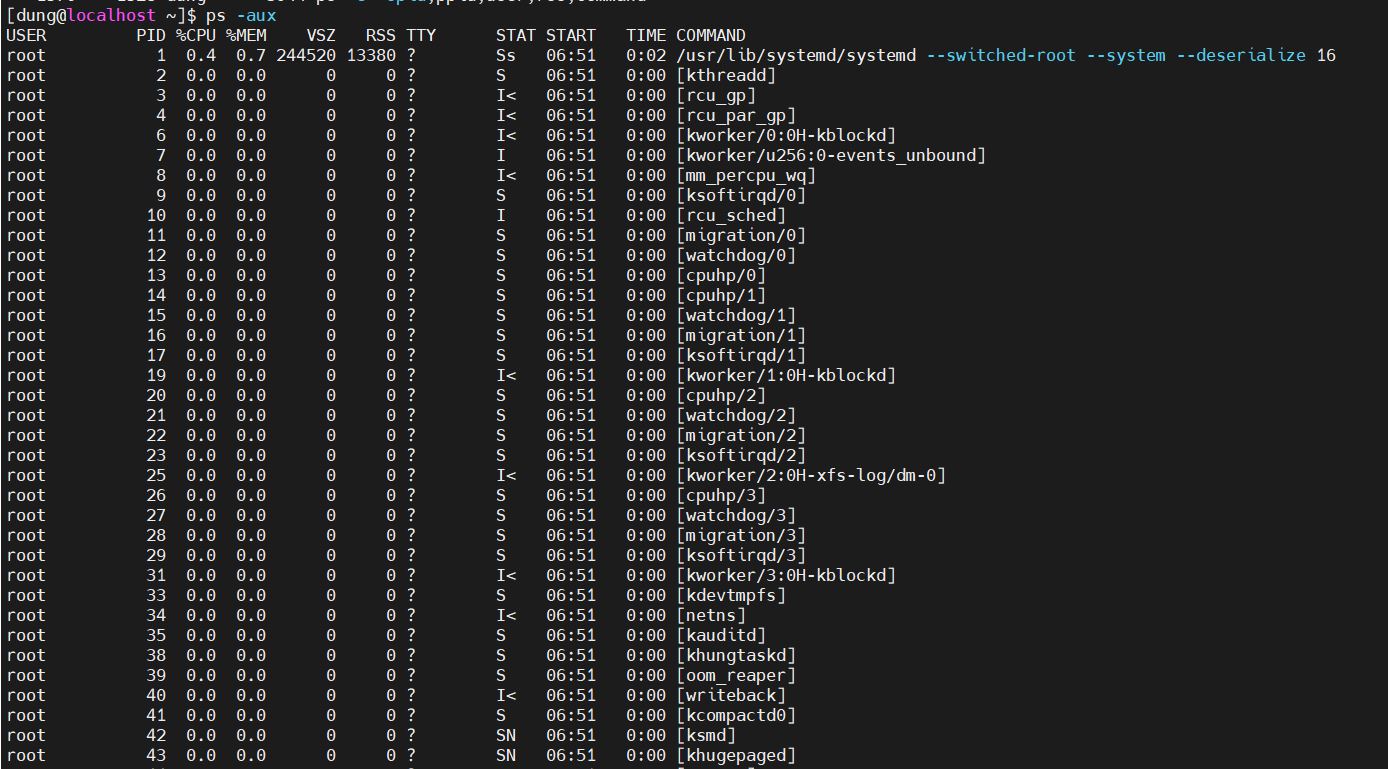 [dung@localhost ~]$ ps -aux
USER PID %CPU %MEM VSZ RSS TTY STAT START TIME COMMAND
root 1 0.4 0.7 244520 13380 ? Ss 06:51 0:02 /usr/lib/systemd/systemd --switched-root --system --deserialize 16
root 2 0.0 0.0 0 0 ? S 06:51 0:00 [kthreadd]
root 3 0.0 0.0 0 0 ? I< 06:51 0:00 [rcu_gp]
root 4 0.0 0.0 0 0 ? I< 06:51 0:00 [rcu_par_gp]
root 6 0.0 0.0 0 0 ? I< 06:51 0:00 [kworker/0:0H-kblockd]
root 7 0.0 0.0 0 0 ? I 06:51 0:00 [kworker/u256:0-events_unbound]
root 8 0.0 0.0 0 0 ? I< 06:51 0:00 [mm_percpu_wq]
root 9 0.0 0.0 0 0 ? S 06:51 0:00 [ksoftirqd/0]
root 10 0.0 0.0 0 0 ? I 06:51 0:00 [rcu_sched]
root 11 0.0 0.0 0 0 ? S 06:51 0:00 [migration/0]
root 12 0.0 0.0 0 0 ? S 06:51 0:00 [watchdog/0]
root 13 0.0 0.0 0 0 ? S 06:51 0:00 [cpuhp/0]
root 14 0.0 0.0 0 0 ? S 06:51 0:00 [cpuhp/1]
root 15 0.0 0.0 0 0 ? S 06:51 0:00 [watchdog/1]
root 16 0.0 0.0 0 0 ? S 06:51 0:00 [migration/1]
root 17 0.0 0.0 0 0 ? S 06:51 0:00 [ksoftirqd/1]
root 19 0.0 0.0 0 0 ? I< 06:51 0:00 [kworker/1:0H-kblockd]
root 20 0.0 0.0 0 0 ? S 06:51 0:00 [cpuhp/2]
root 21 0.0 0.0 0 0 ? S 06:51 0:00 [watchdog/2]
root 22 0.0 0.0 0 0 ? S 06:51 0:00 [migration/2]
root 23 0.0 0.0 0 0 ? S 06:51 0:00 [ksoftirqd/2]
root 25 0.0 0.0 0 0 ? I< 06:51 0:00 [kworker/2:0H-xfs-log/dm-0]
root 26 0.0 0.0 0 0 ? S 06:51 0:00 [cpuhp/3]
root 27 0.0 0.0 0 0 ? S 06:51 0:00 [watchdog/3]
root 28 0.0 0.0 0 0 ? S 06:51 0:00 [migration/3]
root 29 0.0 0.0 0 0 ? S 06:51 0:00 [ksoftirqd/3]
root 31 0.0 0.0 0 0 ? I< 06:51 0:00 [kworker/3:0H-kblockd]
root 33 0.0 0.0 0 0 ? S 06:51 0:00 [kdevtmpfs]
root 34 0.0 0.0 0 0 ? I< 06:51 0:00 [netns]
root 35 0.0 0.0 0 0 ? S 06:51 0:00 [kauditd]
root 38 0.0 0.0 0 0 ? S 06:51 0:00 [khungtaskd]
root 39 0.0 0.0 0 0 ? S 06:51 0:00 [oom_reaper]
root 40 0.0 0.0 0 0 ? I< 06:51 0:00 [writeback]
root 41 0.0 0.0 0 0 ? S 06:51 0:00 [kcompactd0]
root 42 0.0 0.0 0 0 ? SN 06:51 0:00 [ksmd]
root 43 0.0 0.0 0 0 ? SN 06:51 0:00 [khugepaged]